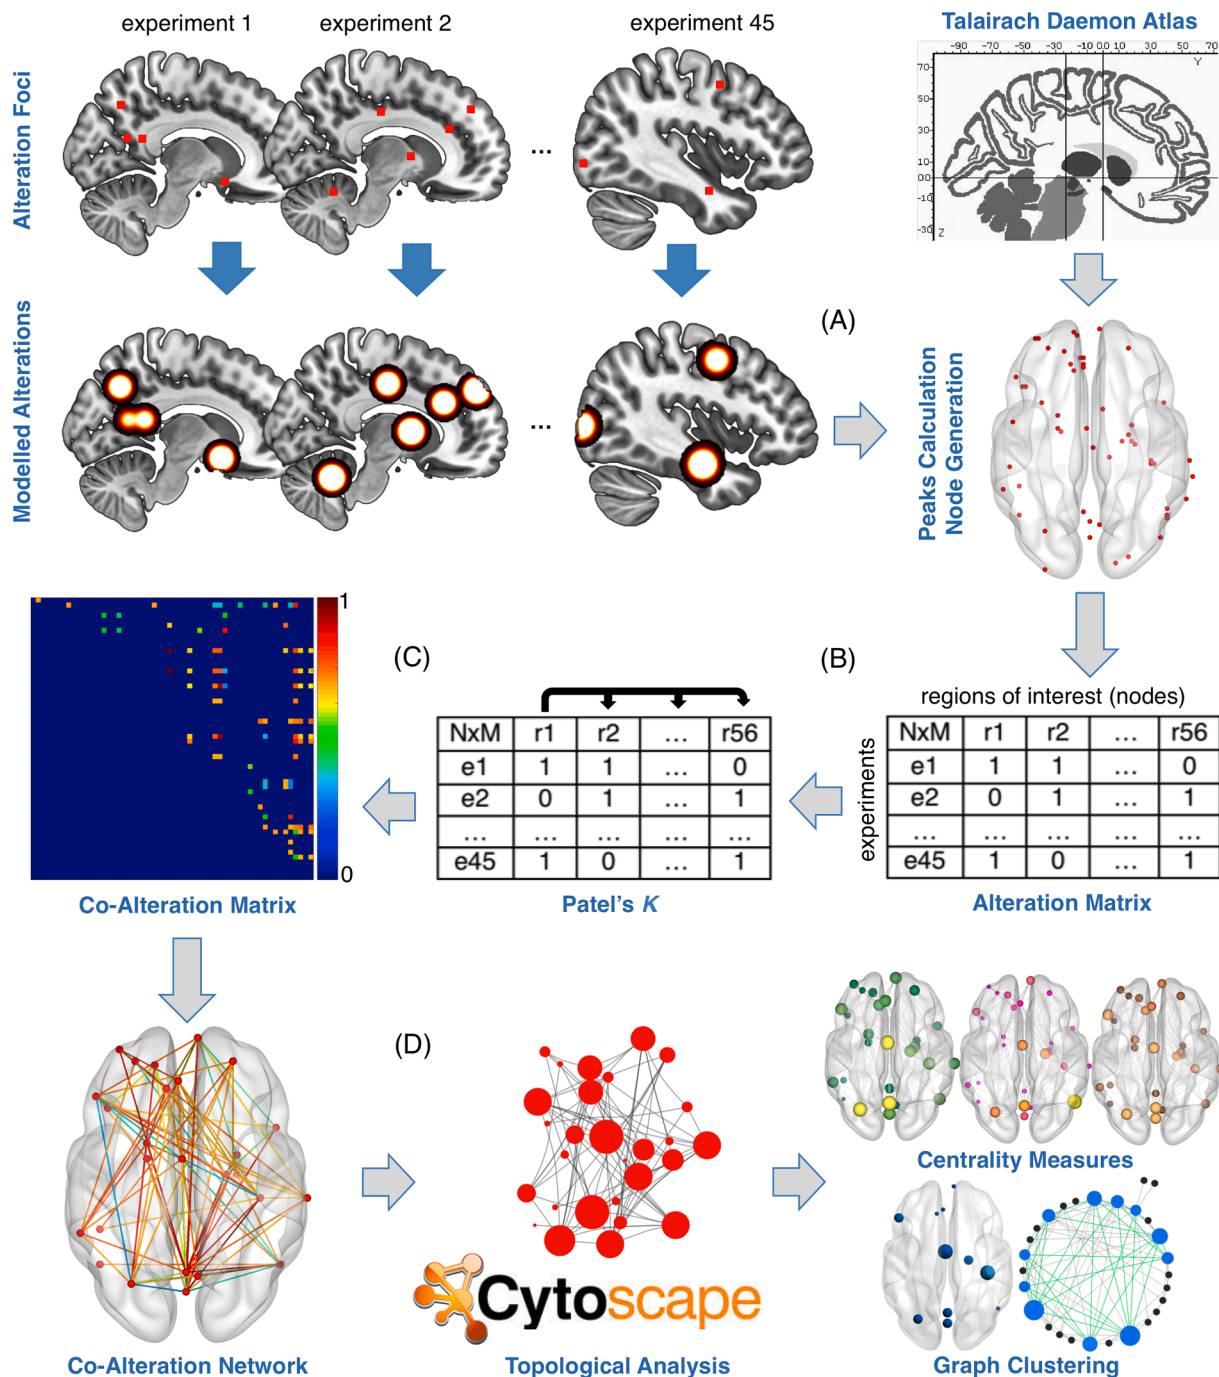 experiment 1
experiment 2
experiment 45
Talairach Daemon Atlas
Alteration Foci
...
-90 -70 -50 -30 -10 0.0 10 30 50 70
Y
70
50
30
10
0.0
-10
-30
Z
Modelled Alterations
...
(A)
Peaks Calculation
Node Generation
1
0
(C)
(B)
regions of interest (nodes)
experiments
NxM r1 r2 ... r56
e1 1 1 ... 0
e2 0 1 ... 1
... ... ... ... ...
e45 1 0 ... 1
NxM r1 r2 ... r56
e1 1 1 ... 0
e2 0 1 ... 1
... ... ... ... ...
e45 1 0 ... 1
Co-Alteration Matrix
Patel's K
Alteration Matrix
(D)
Centrality Measures
Cytoscape
Co-Alteration Network
Topological Analysis
Graph Clustering